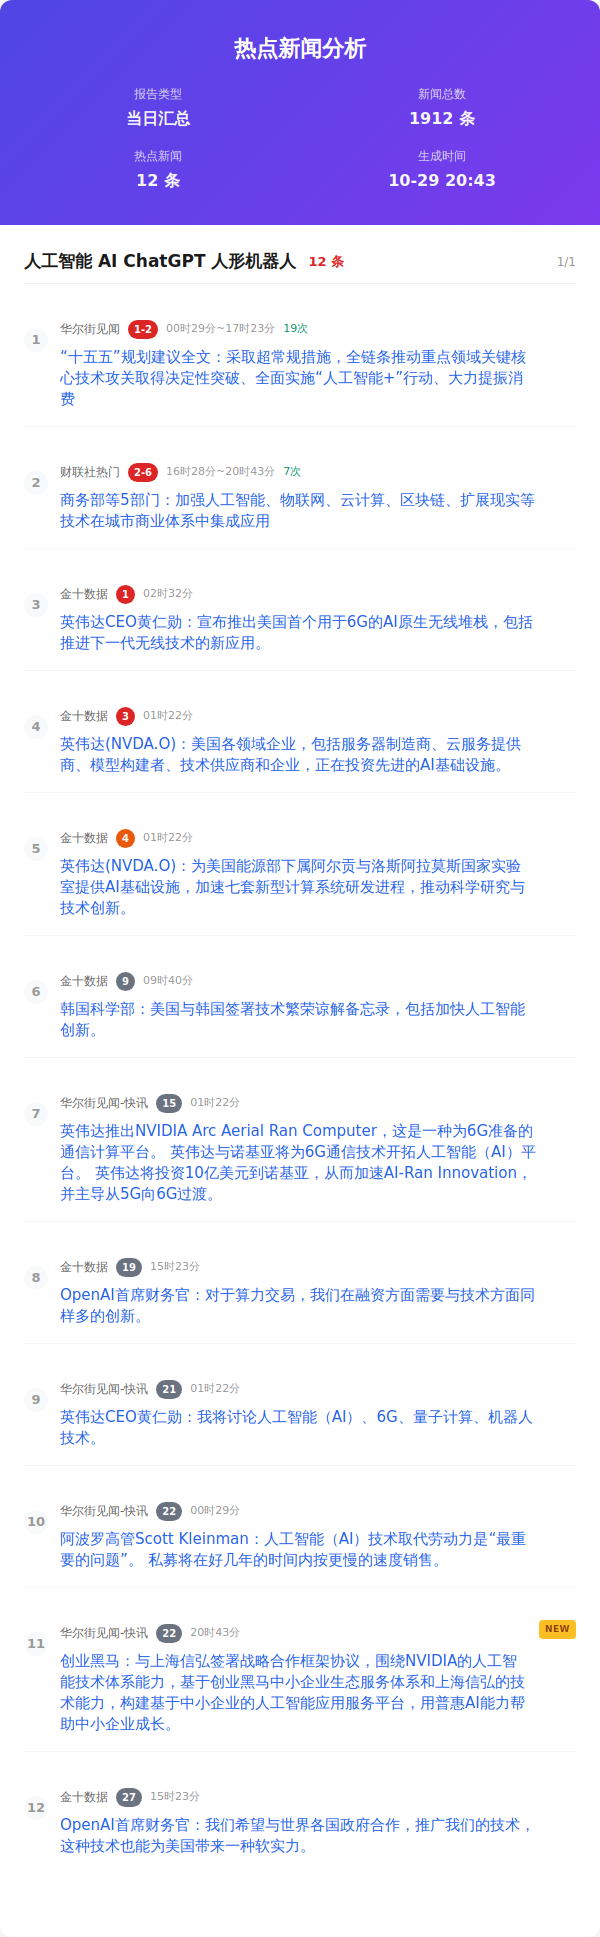 热点新闻分析
报告类型
新闻总数
当日汇总
1912 条
热点新闻
生成时间
12 条
10-29 20:43
人工智能 AI ChatGPT 人形机器人 12 条 1/1
1
华尔街见闻 1-2 00时29分~17时23分 19次
“十五五”规划建议全文：采取超常规措施，全链条推动重点领域关键核
心技术攻关取得决定性突破、全面实施“人工智能+”行动、大力提振消
费
2
财联社热门 2-6 16时28分~20时43分 7次
商务部等5部门：加强人工智能、物联网、云计算、区块链、扩展现实等
技术在城市商业体系中集成应用
3
金十数据 1 02时32分
英伟达CEO黄仁勋：宣布推出美国首个用于6G的AI原生无线堆栈，包括
推进下一代无线技术的新应用。
4
金十数据 3 01时22分
英伟达(NVDA.O)：美国各领域企业，包括服务器制造商、云服务提供
商、模型构建者、技术供应商和企业，正在投资先进的AI基础设施。
5
金十数据 4 01时22分
英伟达(NVDA.O)：为美国能源部下属阿尔贡与洛斯阿拉莫斯国家实验
室提供AI基础设施，加速七套新型计算系统研发进程，推动科学研究与
技术创新。
6
金十数据 9 09时40分
韩国科学部：美国与韩国签署技术繁荣谅解备忘录，包括加快人工智能
创新。
7
华尔街见闻-快讯 15 01时22分
英伟达推出NVIDIA Arc Aerial Ran Computer，这是一种为6G准备的
通信计算平台。 英伟达与诺基亚将为6G通信技术开拓人工智能（AI）平
台。 英伟达将投资10亿美元到诺基亚，从而加速AI-Ran Innovation，
并主导从5G向6G过渡。
8
金十数据 19 15时23分
OpenAI首席财务官：对于算力交易，我们在融资方面需要与技术方面同
样多的创新。
9
华尔街见闻-快讯 21 01时22分
英伟达CEO黄仁勋：我将讨论人工智能（AI）、6G、量子计算、机器人
技术。
10
华尔街见闻-快讯 22 00时29分
阿波罗高管Scott Kleinman：人工智能（AI）技术取代劳动力是“最重
要的问题”。 私募将在好几年的时间内按更慢的速度销售。
11
华尔街见闻-快讯 22 20时43分 NEW
创业黑马：与上海信弘签署战略合作框架协议，围绕NVIDIA的人工智
能技术体系能力，基于创业黑马中小企业生态服务体系和上海信弘的技
术能力，构建基于中小企业的人工智能应用服务平台，用普惠AI能力帮
助中小企业成长。
12
金十数据 27 15时23分
OpenAI首席财务官：我们希望与世界各国政府合作，推广我们的技术，
这种技术也能为美国带来一种软实力。